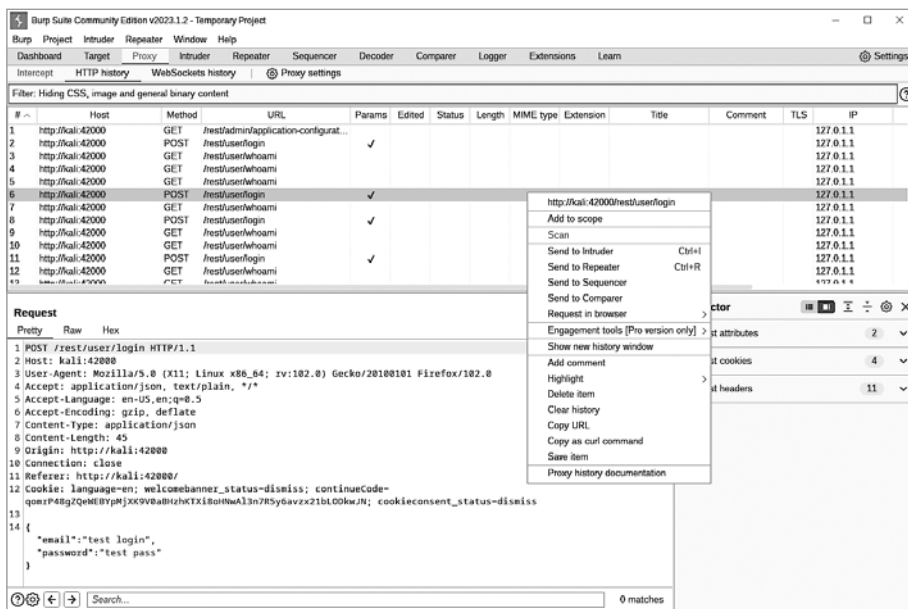 Burp Suite Community Edition v2023.1.2 - Temporary Project
Burp Project Intruder Repeater Window Help
Dashboard Target Proxy Intruder Repeater Sequencer Decoder Comparer Logger Extensions Learn Settings
Intercept HTTP history WebSockets history Proxy settings
Filter: Hiding CSS, image and general binary content
# Host Method URL Params Edited Status Length MIME type Extension Title Comment TLS IP
1 http://kali:42000 GET /rest/admin/application-configurat... 127.0.1.1
2 http://kali:42000 POST /rest/user/login ✓ 127.0.1.1
3 http://kali:42000 GET /rest/user/whoami 127.0.1.1
4 http://kali:42000 GET /rest/user/whoami 127.0.1.1
5 http://kali:42000 GET /rest/user/whoami 127.0.1.1
6 http://kali:42000 POST /rest/user/login ✓ 127.0.1.1
7 http://kali:42000 GET /rest/user/whoami 127.0.1.1
8 http://kali:42000 POST /rest/user/login ✓ 127.0.1.1
9 http://kali:42000 GET /rest/user/whoami 127.0.1.1
10 http://kali:42000 GET /rest/user/whoami 127.0.1.1
11 http://kali:42000 POST /rest/user/login ✓ 127.0.1.1
12 http://kali:42000 GET /rest/user/whoami 127.0.1.1
http://kali:42000/rest/user/login
Add to scope
Scan
Send to Intruder Ctrl+I
Send to Repeater Ctrl+R
Send to Sequencer
Send to Comparer
Request in browser
Engagement tools [Pro version only]
Show new history window
Add comment
Highlight
Delete item
Clear history
Copy URL
Copy as curl command
Save item
Proxy history documentation
Request
Pretty Raw Hex
1 POST /rest/user/login HTTP/1.1
2 Host: kali:42000
3 User-Agent: Mozilla/5.0 (X11; Linux x86_64; rv:102.0) Gecko/20100101 Firefox/102.0
4 Accept: application/json, text/plain, */*
5 Accept-Language: en-US,en;q=0.5
6 Accept-Encoding: gzip, deflate
7 Content-Type: application/json
8 Content-Length: 45
9 Origin: http://kali:42000
10 Connection: close
11 Referer: http://kali:42000/
12 Cookie: language=en; welcomebanner_status=dismiss; continueCode=
cookieconsent_status=dismiss
13
14 {
"email":"test login",
"password":"test pass"
}
Search... 0 matches
ctor
st attributes 2
st cookies 4
st headers 11